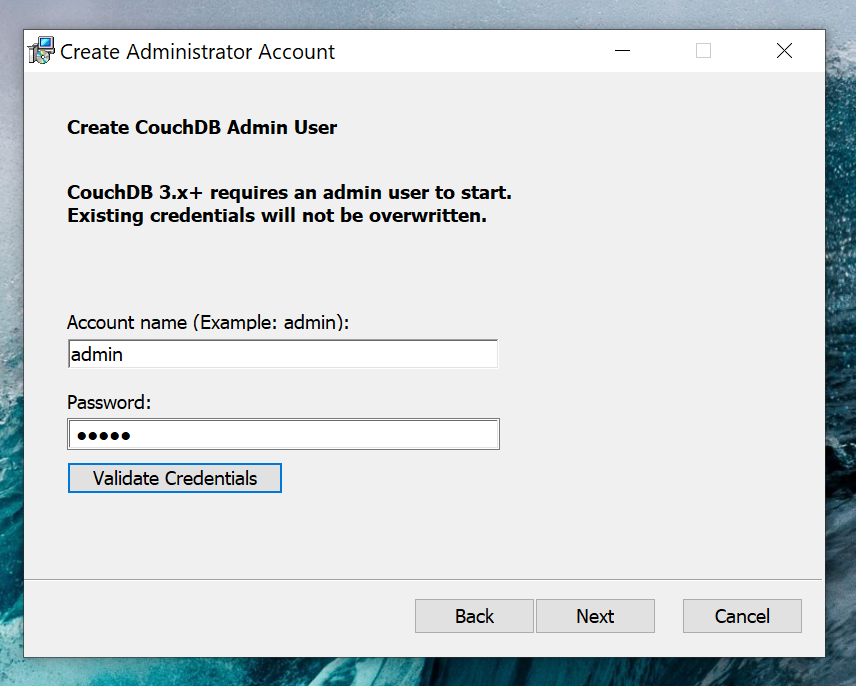 Create Administrator Account
Create CouchDB Admin User
CouchDB 3.x+ requires an admin user to start.
Existing credentials will not be overwritten.
Account name (Example: admin):
admin
Password:
●●●●●
Validate Credentials
Back Next Cancel